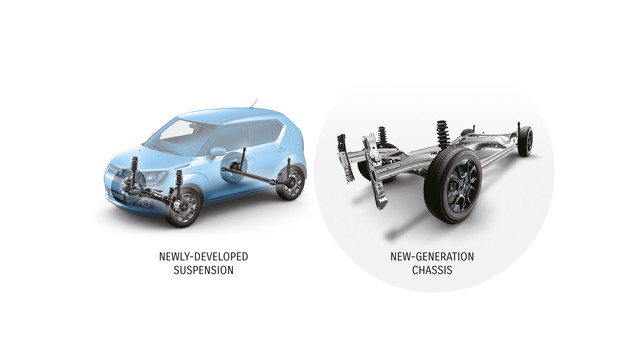 NEWLY-DEVELOPED
SUSPENSION
NEW-GENERATION
CHASSIS